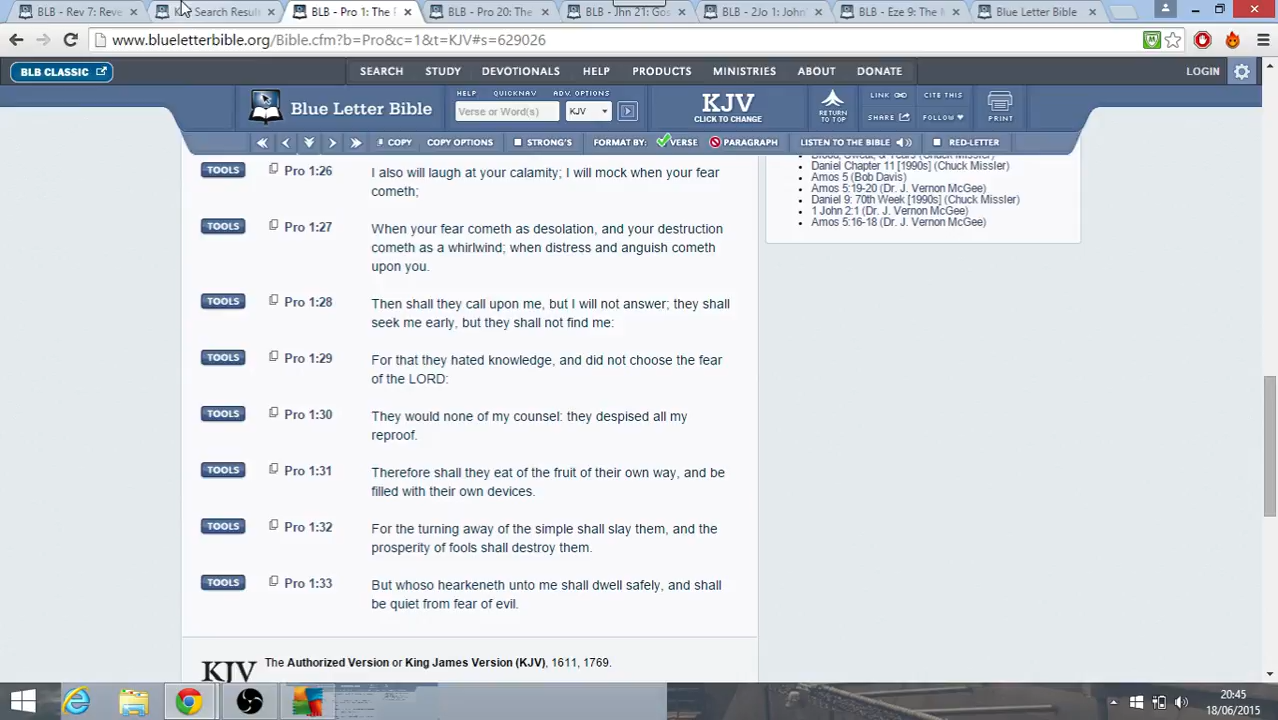 BLB - Rev 7: Reve
Search Resul
BLB - Pro 1: The
BLB - Pro 20: The
BLB - Jhn 21: Gos
BLB - 2Jo 1: John'
BLB - Eze 9: The
Blue Letter Bible
www.blueletterbible.org/Bible.cfm?b=Pro&c=1&t=KJV#s=629026
BLB CLASSIC
SEARCH STUDY DEVOTIONALS HELP PRODUCTS MINISTRIES ABOUT DONATE
LOGIN
Blue Letter Bible
HELP QUICKNAV ADV. OPTIONS
Verse or Word(s)
KJV
KJV
CLICK TO CHANGE
RETURN
TO TOP
LINK CITE THIS
SHARE FOLLOW
PRINT
COPY COPY OPTIONS STRONG'S FORMAT BY: VERSE PARAGRAPH LISTEN TO THE BIBLE RED-LETTER
TOOLS Pro 1:26 I also will laugh at your calamity; I will mock when your fear
cometh;
TOOLS Pro 1:27 When your fear cometh as desolation, and your destruction
cometh as a whirlwind; when distress and anguish cometh
upon you.
TOOLS Pro 1:28 Then shall they call upon me, but I will not answer; they shall
seek me early, but they shall not find me:
TOOLS Pro 1:29 For that they hated knowledge, and did not choose the fear
of the LORD:
TOOLS Pro 1:30 They would none of my counsel: they despised all my
reproof.
TOOLS Pro 1:31 Therefore shall they eat of the fruit of their own way, and be
filled with their own devices.
TOOLS Pro 1:32 For the turning away of the simple shall slay them, and the
prosperity of fools shall destroy them.
TOOLS Pro 1:33 But whoso hearkeneth unto me shall dwell safely, and shall
be quiet from fear of evil.
KJV The Authorized Version or King James Version (KJV), 1611, 1769.
Blood, Sweat, & Tears (Chuck Missler)
Daniel Chapter 11 [1990s] (Chuck Missler)
Amos 5 (Bob Davis)
Amos 5:19-20 (Dr. J. Vernon McGee)
Daniel 9: 70th Week [1990s] (Chuck Missler)
1 John 2:1 (Dr. J. Vernon McGee)
Amos 5:16-18 (Dr. J. Vernon McGee)
20:45
18/06/2015